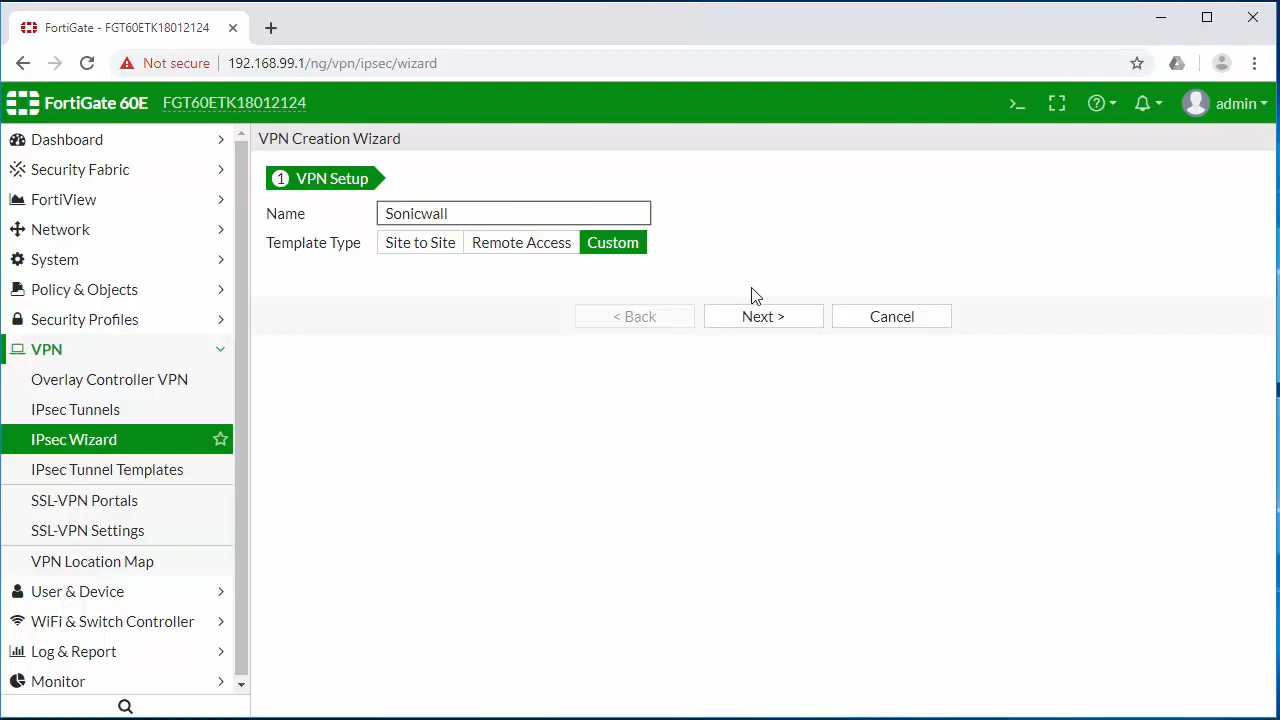 FortiGate - FGT60ETK18012124
Not secure 192.168.99.1/ng/vpn/ipsec/wizard
FortiGate 60E FGT60ETK18012124
>_ admin
Dashboard
Security Fabric
FortiView
Network
System
Policy & Objects
Security Profiles
VPN
Overlay Controller VPN
IPsec Tunnels
IPsec Wizard
IPsec Tunnel Templates
SSL-VPN Portals
SSL-VPN Settings
VPN Location Map
User & Device
WiFi & Switch Controller
Log & Report
Monitor
VPN Creation Wizard
1 VPN Setup
Name Sonicwall
Template Type Site to Site Remote Access Custom
< Back Next > Cancel